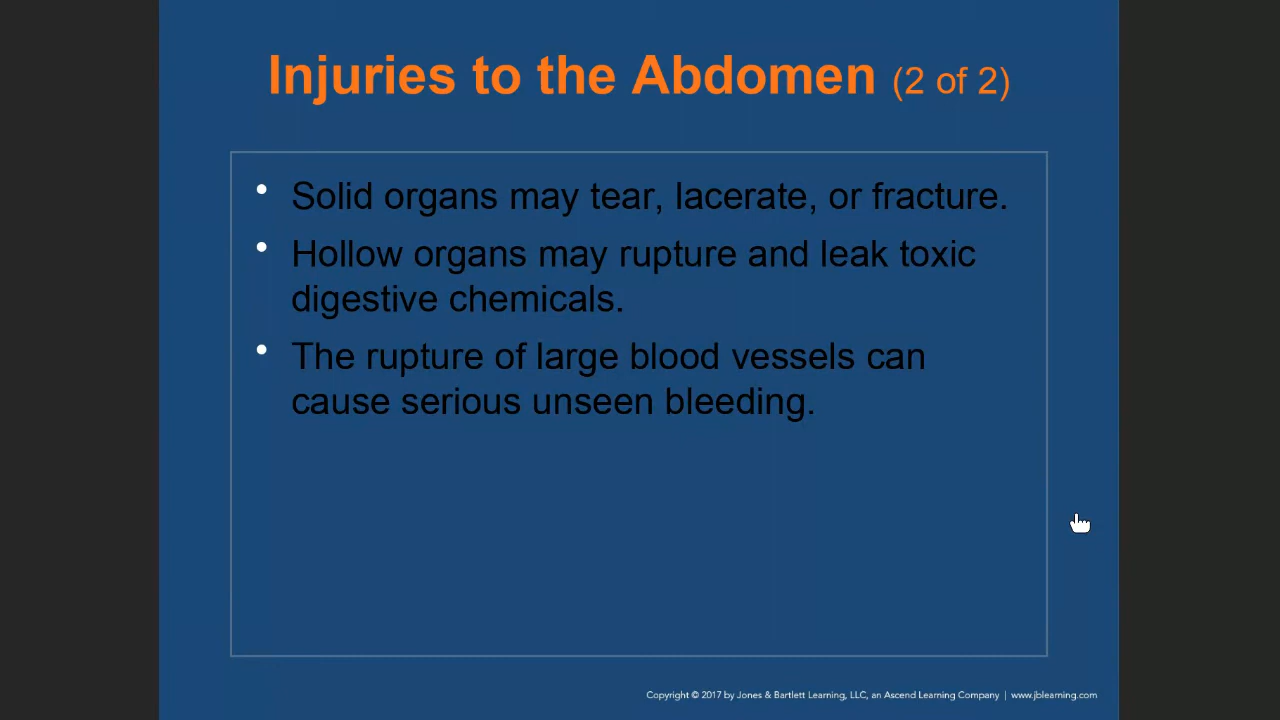 Injuries to the Abdomen (2 of 2)
• Solid organs may tear, lacerate, or fracture.
• Hollow organs may rupture and leak toxic
digestive chemicals.
• The rupture of large blood vessels can
cause serious unseen bleeding.
Copyright © 2017 by Jones & Bartlett Learning, LLC, an Ascend Learning Company | www.jblearning.com